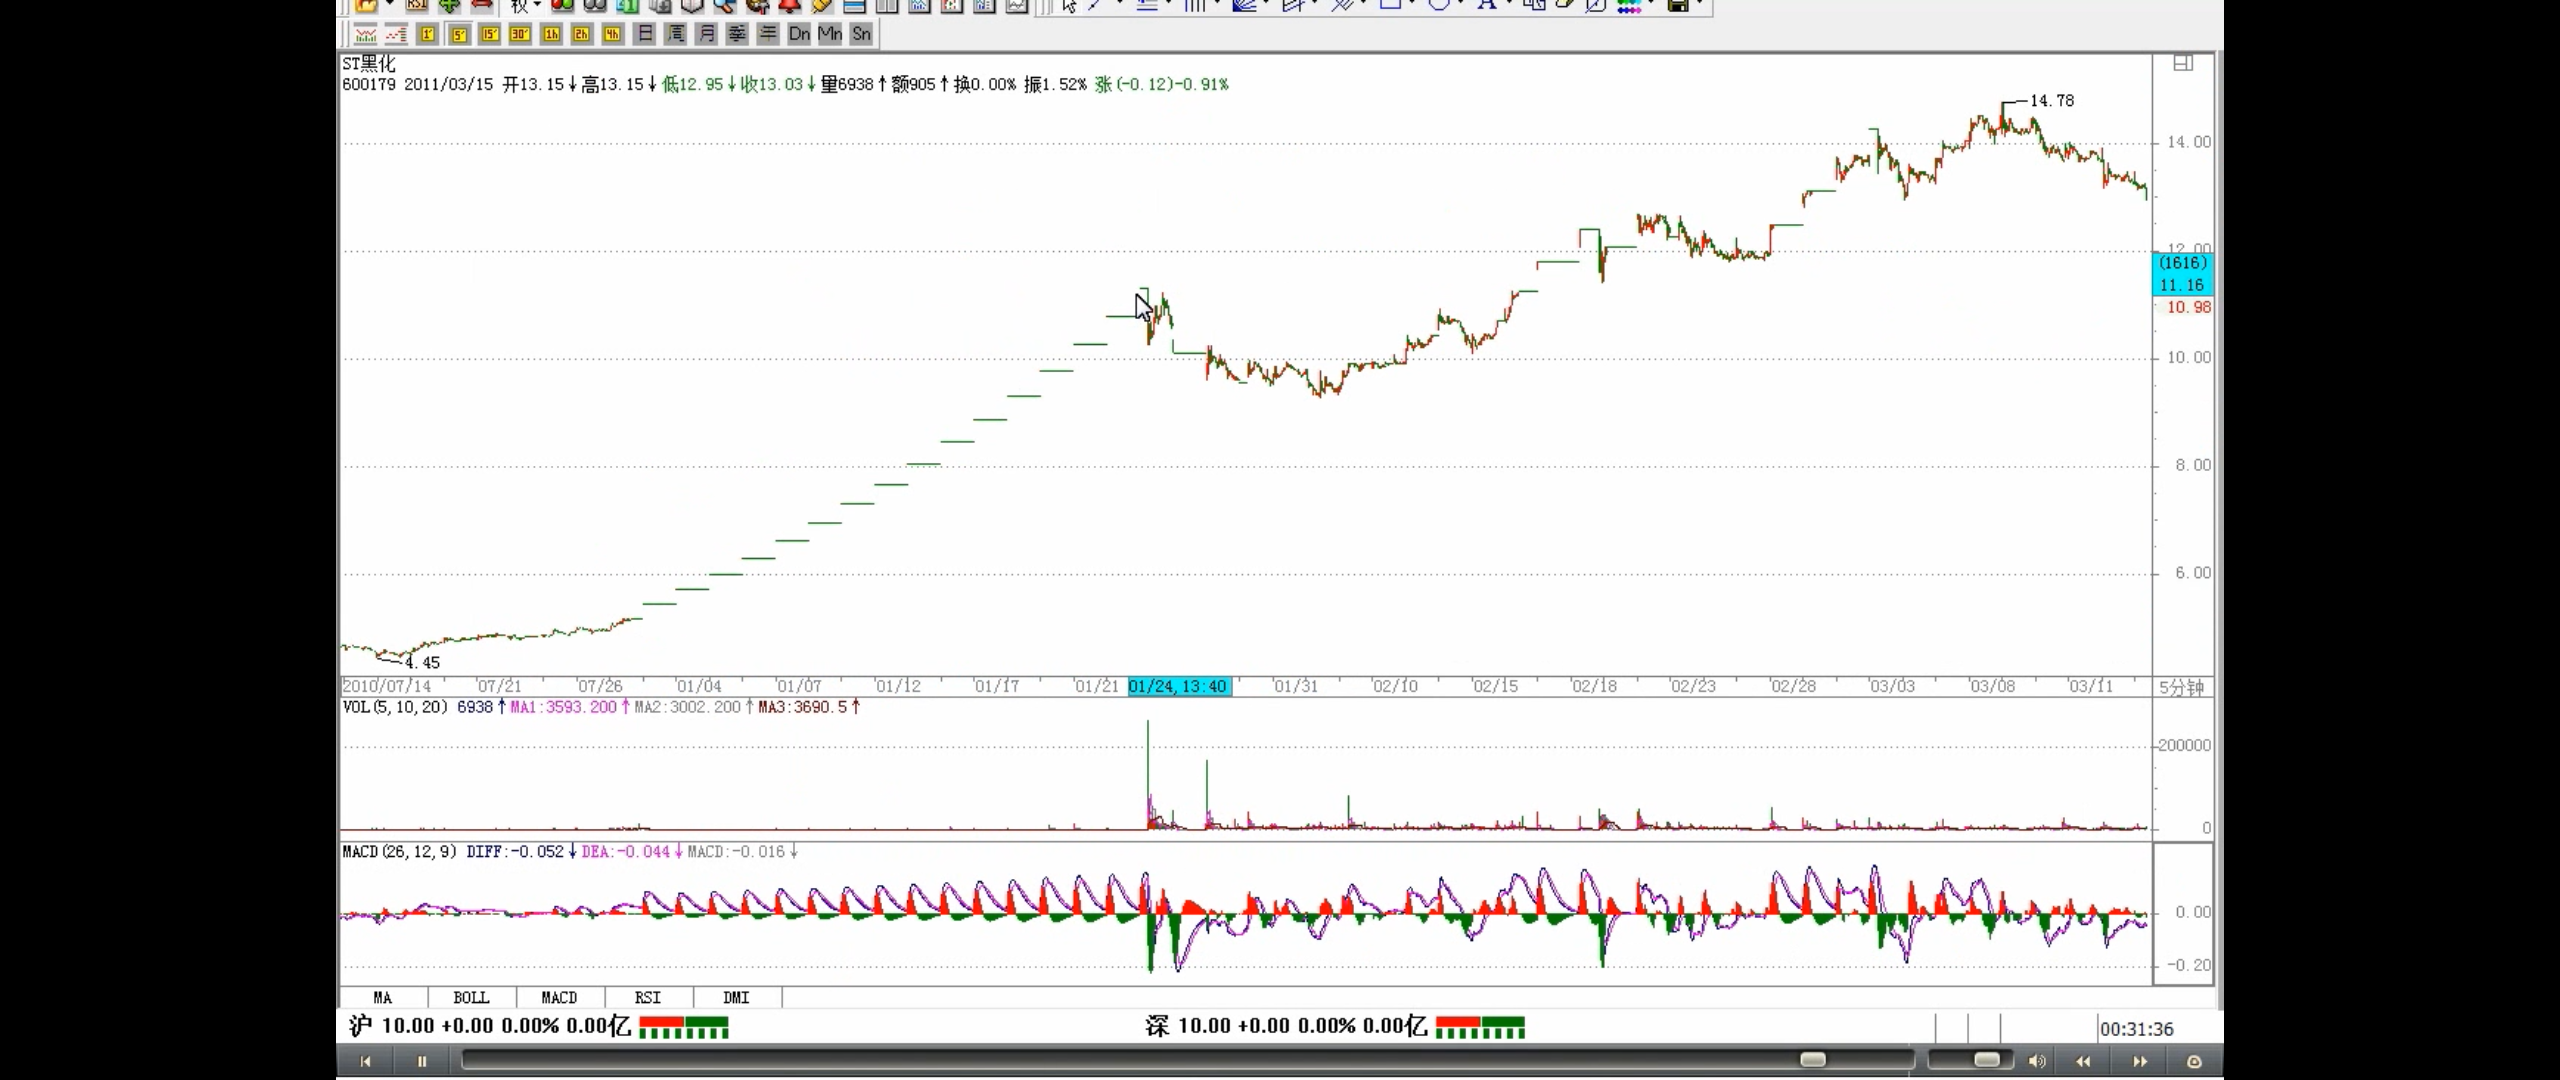 RSI 权 A
1' 5' 15' 30' 1h 2h 4h 日 周 月 季 年 Dn Mn Sn
ST黑化
600179 2011/03/15 开13.15↓高13.15↓低12.95↓收13.03↓量6938↑额905↑换0.00% 振1.52% 涨(-0.12)-0.91%
14.78
14.00
12.00
(1616)
11.16
10.98
10.00
8.00
6.00
4.45
2010/07/14 07/21 07/26 01/04 01/07 01/12 01/17 01/21 01/24,13:40 01/31 02/10 02/15 02/18 02/23 02/28 03/03 03/08 03/11 5分钟
VOL(5,10,20) 6938↑MA1:3593.200↑MA2:3002.200↑MA3:3690.5↑
200000
0
MACD(26,12,9) DIFF:-0.052↓DEA:-0.044↓MACD:-0.016↓
0.00
-0.20
MA BOLL MACD RSI DMI
沪 10.00 +0.00 0.00% 0.00亿 深 10.00 +0.00 0.00% 0.00亿 00:31:36